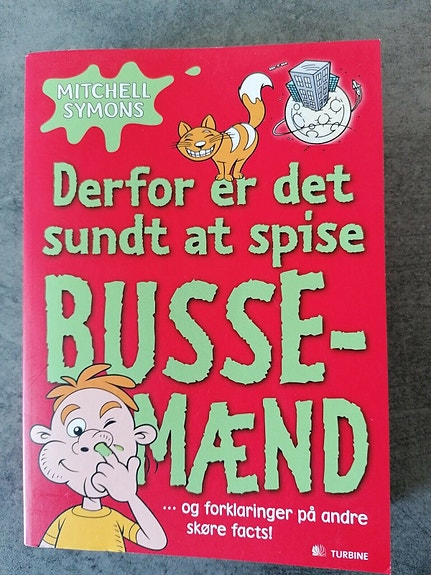 MITCHELL
SYMONS
Derfor er det
sundt at spise
BUSSE-
MÆND
... og forklaringer på andre
skøre facts!
TURBINE